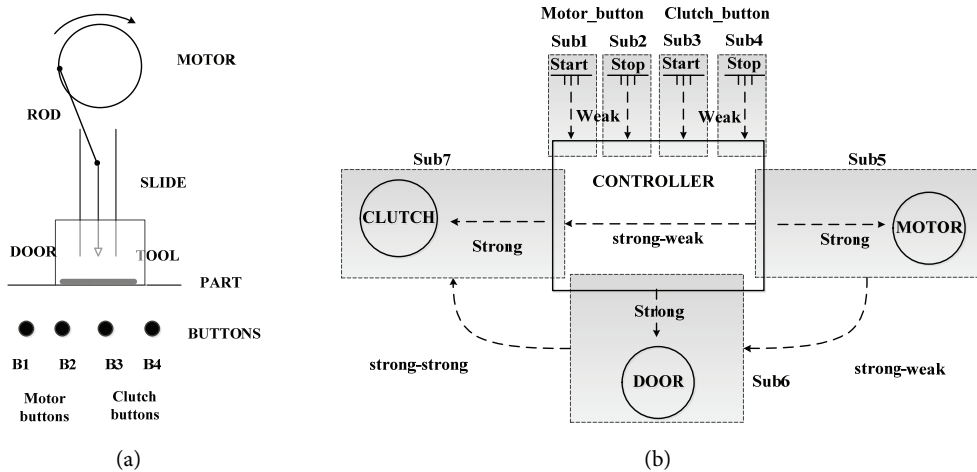 MOTOR
ROD
SLIDE
DOOR
TOOL
PART
BUTTONS
B1 B2 B3 B4
Motor buttons
Clutch buttons
(a)
Motor_button Clutch_button
Sub1 Sub2 Sub3 Sub4
Start Stop Start Stop
Weak Weak
Sub7 Sub5
CONTROLLER
CLUTCH MOTOR
Strong strong-weak Strong
Strong
strong-strong strong-weak
DOOR
Sub6
(b)